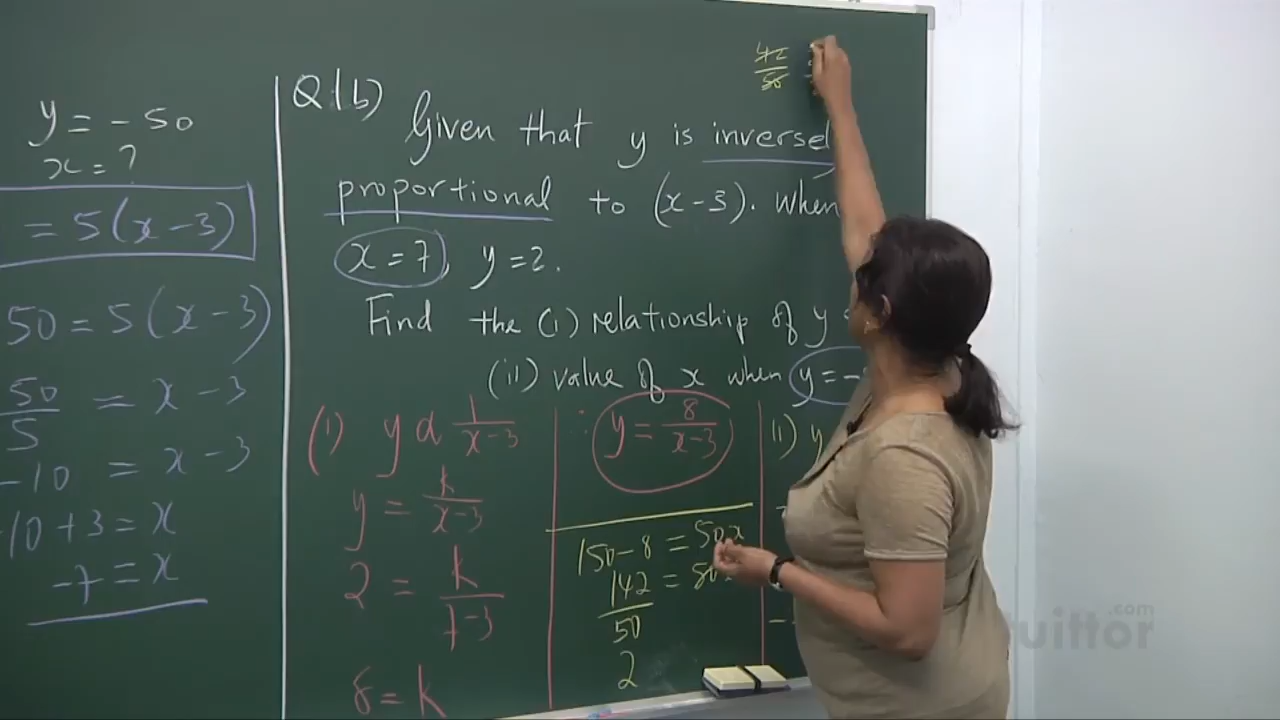 y = - 50
x = ?
= 5(x-3)
50 = 5(x-3)
50/5 = x-3
-10 = x-3
-10+3 = x
-7 = x
42/50
Q1b)
Given that y is inversel
proportional to (x-3). When
x = 7, y = 2.
Find the (i) relationship of y
(ii) value of x when y = -
(i) y α 1/(x-3)
y = k/(x-3)
2 = k/(7-3)
8 = k
∴ y = 8/(x-3)
150-8 = 50x
142 = 50
142/50
2
ii) y
tuittor.com